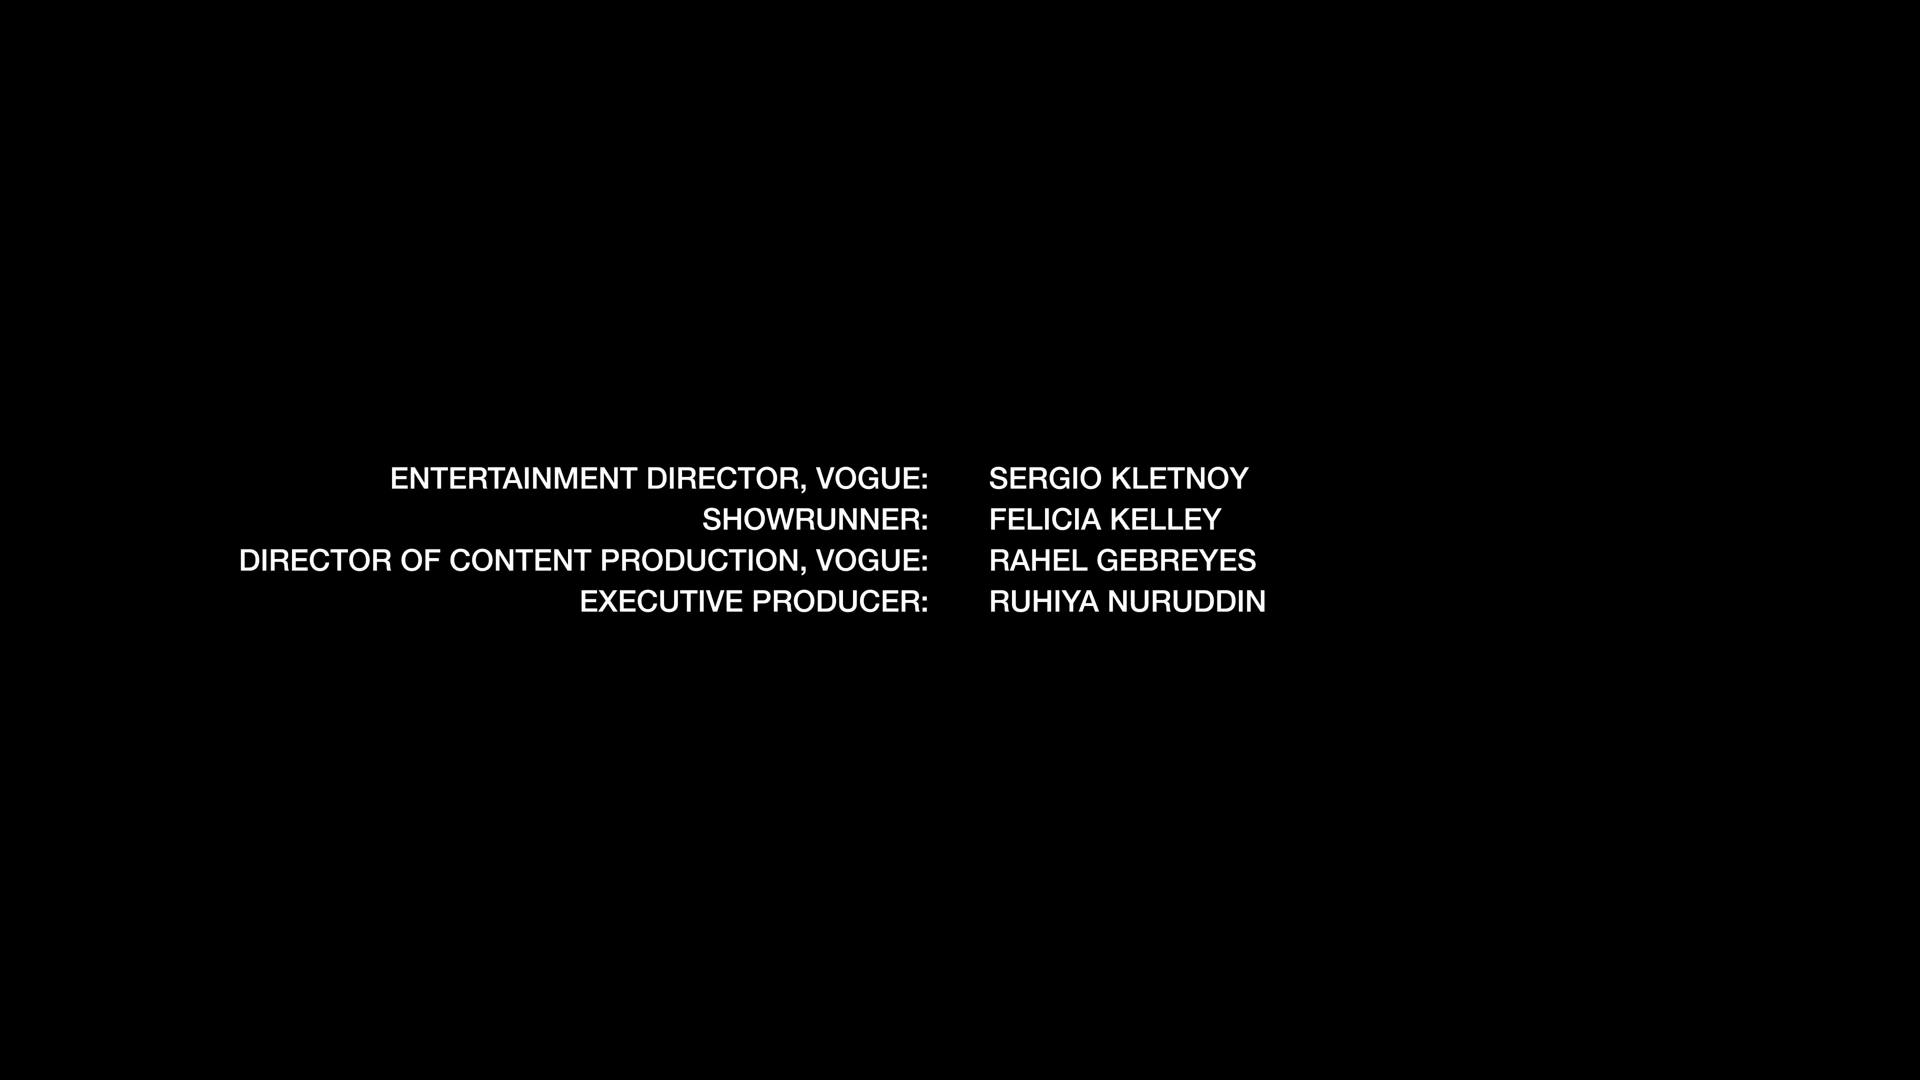 ENTERTAINMENT DIRECTOR, VOGUE: SERGIO KLETNOY
SHOWRUNNER: FELICIA KELLEY
DIRECTOR OF CONTENT PRODUCTION, VOGUE: RAHEL GEBREYES
EXECUTIVE PRODUCER: RUHIYA NURUDDIN